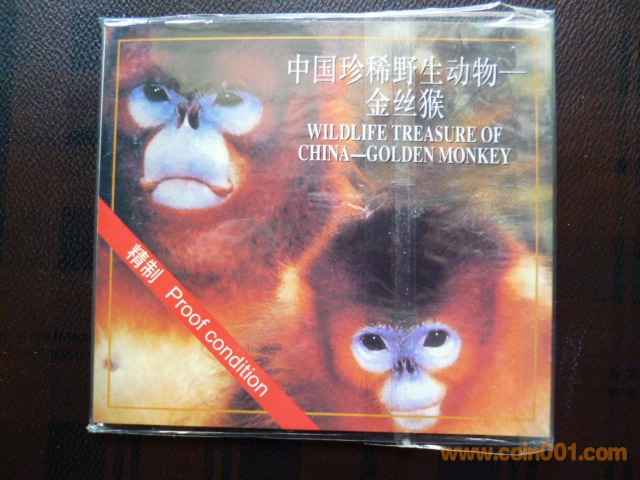 中国珍稀野生动物—
金丝猴
WILDLIFE TREASURE OF
CHINA—GOLDEN MONKEY
精制 Proof condition
www.coin001.com